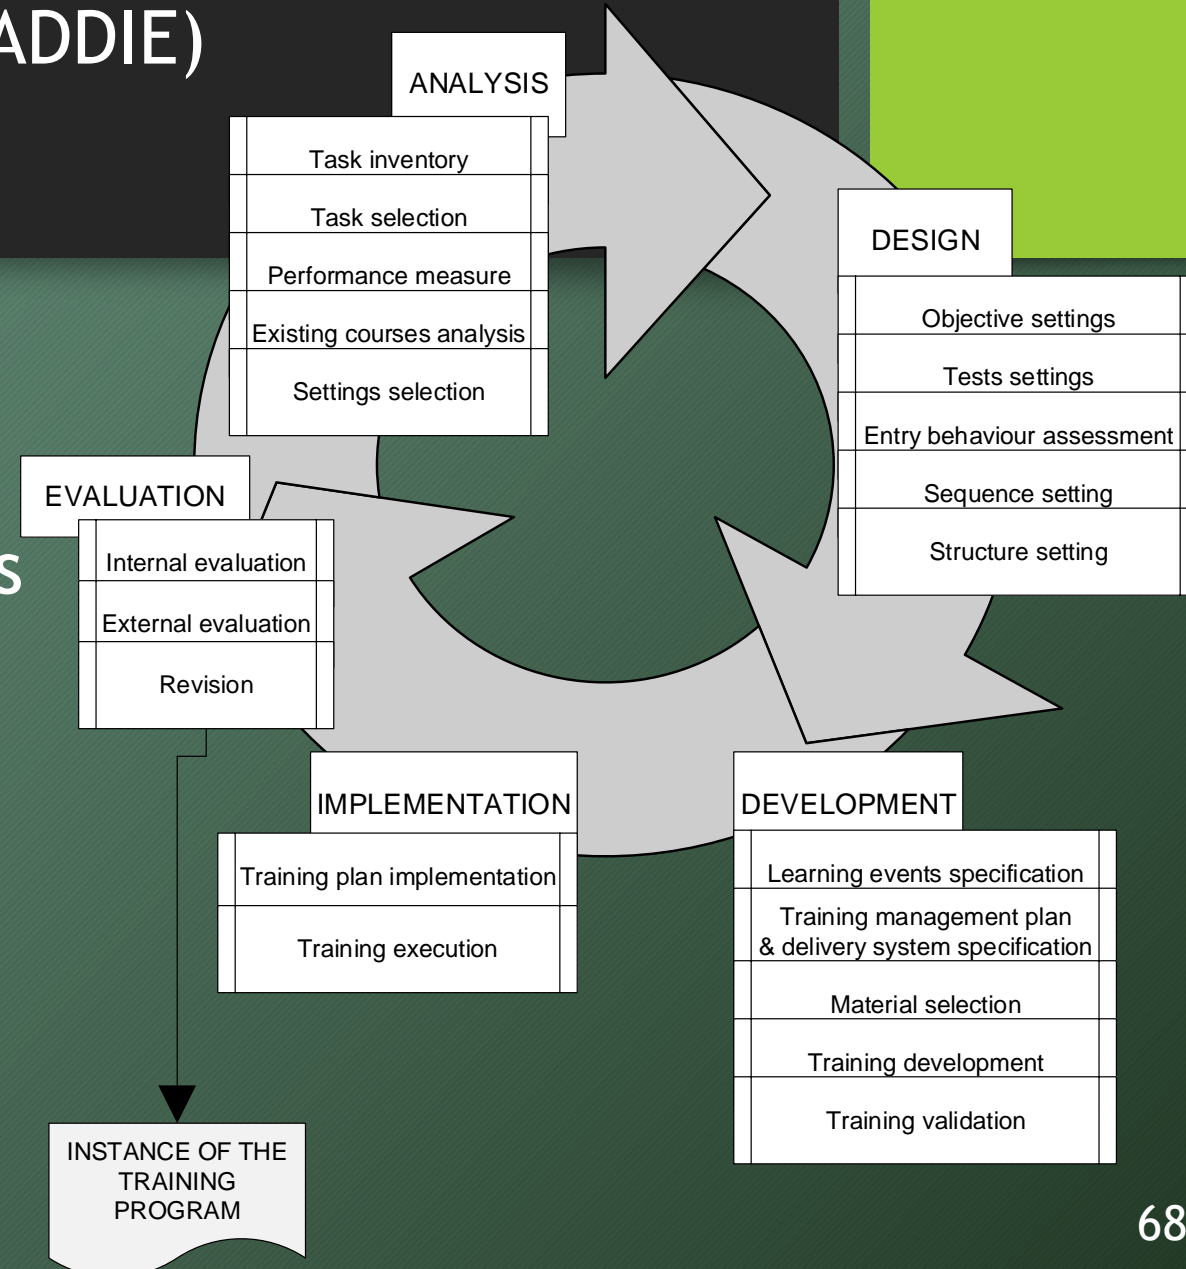 ADDIE)
ANALYSIS
Task inventory
Task selection
Performance measure
Existing courses analysis
Settings selection
DESIGN
Objective settings
Tests settings
Entry behaviour assessment
Sequence setting
Structure setting
EVALUATION
Internal evaluation
External evaluation
Revision
s
IMPLEMENTATION
Training plan implementation
Training execution
DEVELOPMENT
Learning events specification
Training management plan
& delivery system specification
Material selection
Training development
Training validation
INSTANCE OF THE
TRAINING
PROGRAM
68